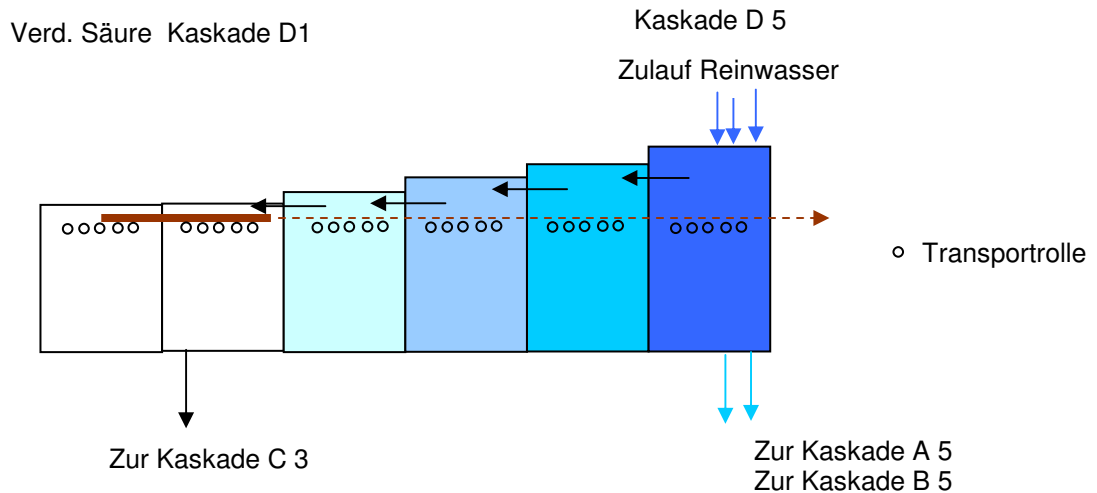 Verd. Säure Kaskade D1
Kaskade D 5
Zulauf Reinwasser
Transportrolle
Zur Kaskade C 3
Zur Kaskade A 5
Zur Kaskade B 5